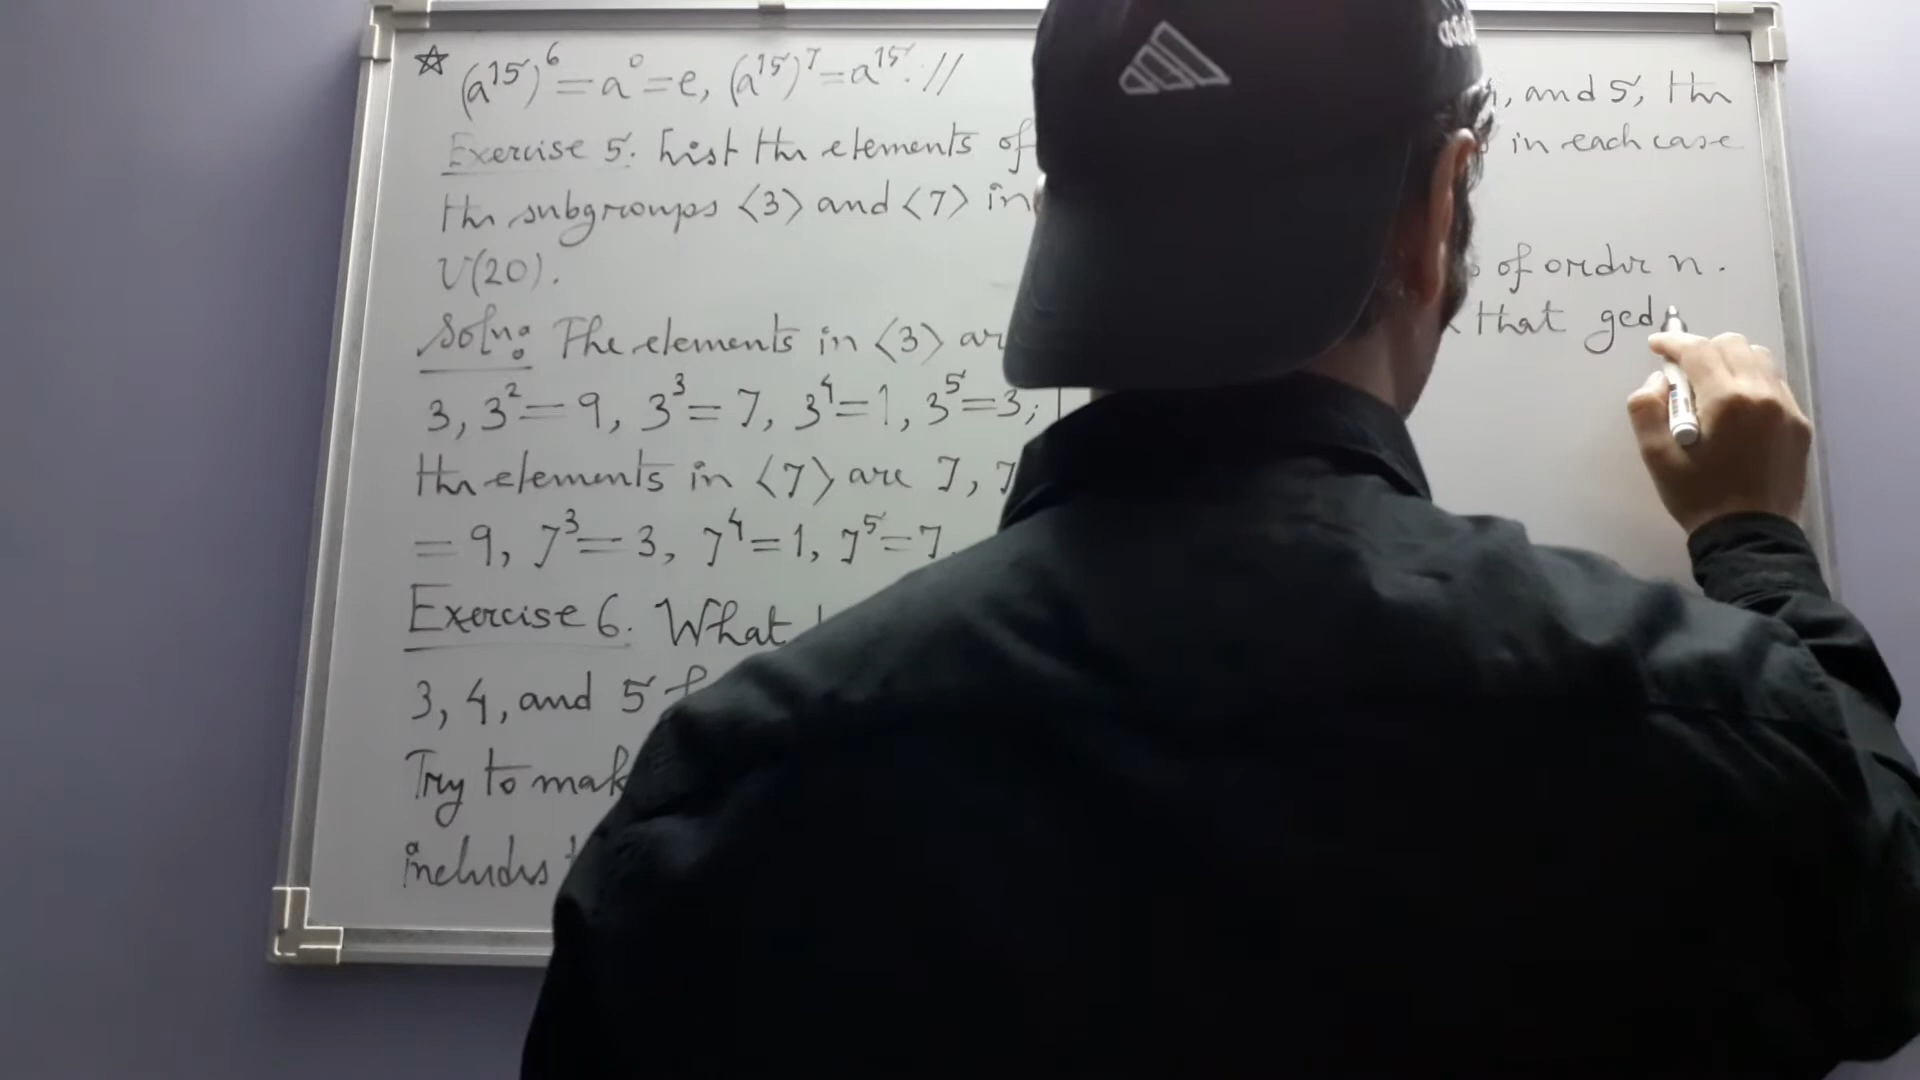 ☆ (a¹⁵)⁶ = a⁰ = e, (a¹⁵)⁷ = a¹⁵. //
Exercise 5. List the elements of
the subgroups ⟨3⟩ and ⟨7⟩ in
U(20).
Soln: The elements in ⟨3⟩ ar
3, 3² = 9, 3³ = 7, 3⁴ = 1, 3⁵ = 3;
the elements in ⟨7⟩ are 7, 7
= 9, 7³ = 3, 7⁴ = 1, 7⁵ = 7
Exercise 6. What
3, 4, and 5
Try to mak
includes
, and 5, the
in each case
of order n.
that gcd
adidas